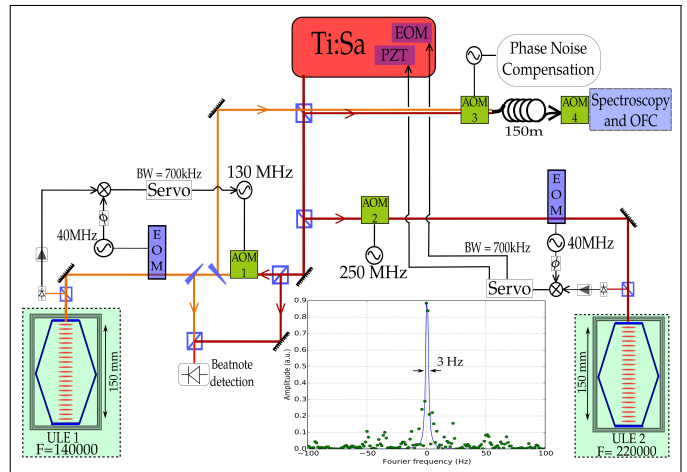 Ti:Sa
EOM
PZT
Phase Noise
Compensation
AOM
3
150m
AOM
4
Spectroscopy
and OFC
BW = 700kHz
Servo
130 MHz
ϕ
40MHz
EOM
AOM
1
AOM
2
250 MHz
EOM
40MHz
ϕ
BW = 700kHz
Servo
Beatnote
detection
150 mm
ULE 1
F=140000
150 mm
ULE 2
F= 220000
Amplitude (a.u.)
0.9
0.8
0.7
0.6
0.5
0.4
0.3
0.2
0.1
0.0
3 Hz
−100
−50
0
50
100
Fourier frequency (Hz)